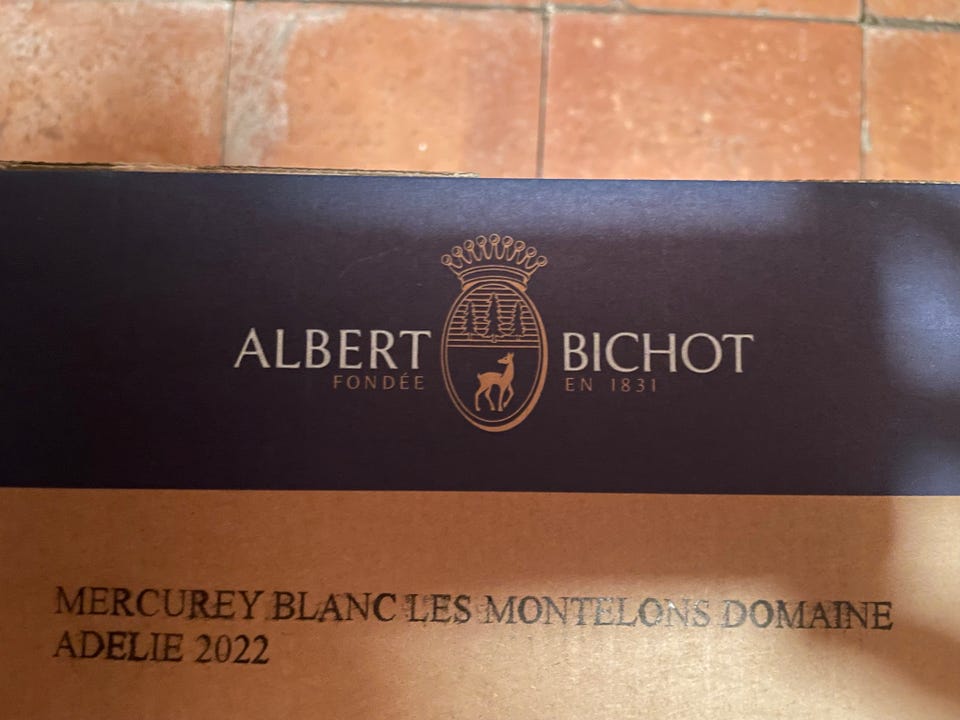 ALBERT BICHOT
FONDÉE EN 1831
MERCUREY BLANC LES MONTELONS DOMAINE
ADELIE 2022